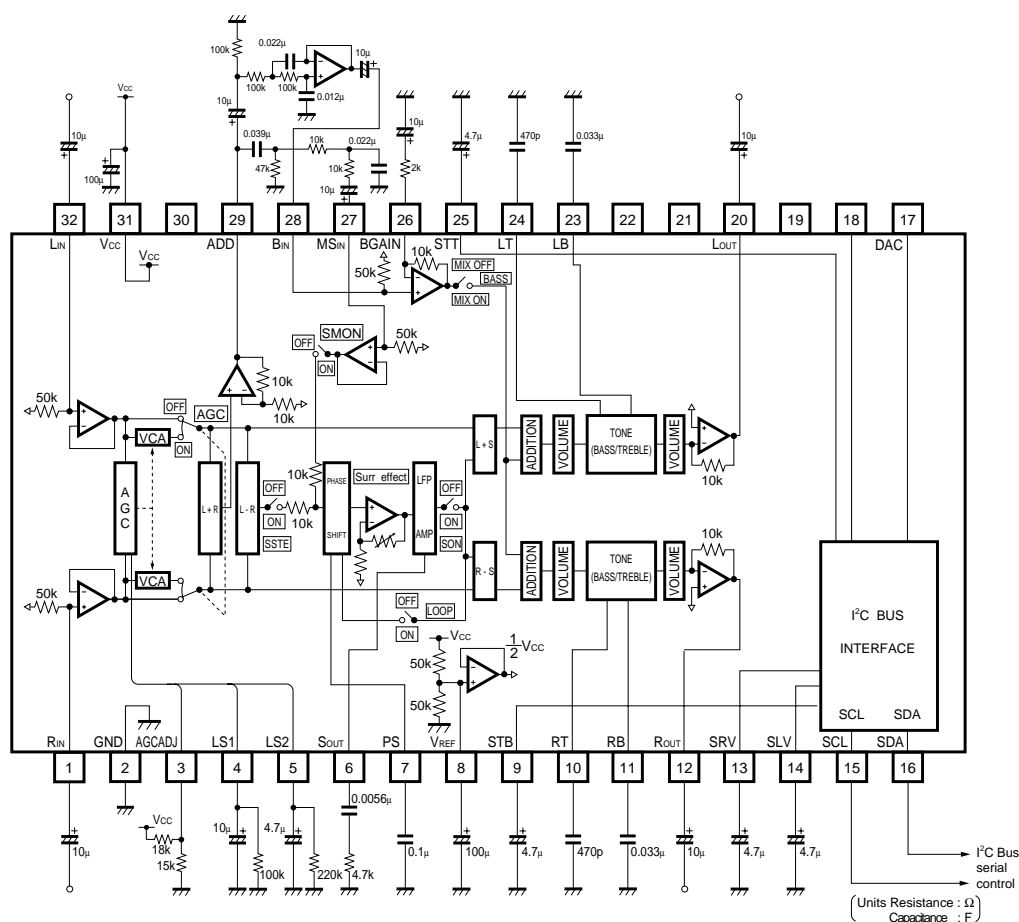 100k
0.022μ
10μ
100k
100k
0.012μ
Vcc
10μ
10μ
4.7μ
470p
0.033μ
10μ
10μ
100μ
0.039μ
10k
0.022μ
47k
10k
10μ
2k
32
31
30
29
28
27
26
25
24
23
22
21
20
19
18
17
LIN
Vcc
ADD
BIN
MSIN
BGAIN
STT
LT
LB
LOUT
DAC
Vcc
50k
10k
MIX OFF
BASS
MIX ON
SMON
OFF
ON
50k
10k
10k
50k
OFF
AGC
VCA
ON
L+S
ADDITION
VOLUME
TONE
(BASS/TREBLE)
VOLUME
10k
AGC
L+R
L-R
OFF
ON
SSTE
10k
10k
PHASE
SHIFT
Surr effect
LFP
AMP
OFF
ON
SON
VCA
R-S
ADDITION
VOLUME
TONE
(BASS/TREBLE)
VOLUME
10k
50k
OFF
LOOP
ON
Vcc
50k
50k
1/2 Vcc
I²C BUS
INTERFACE
SCL
SDA
RIN
GND
AGCADJ
LS1
LS2
SOUT
PS
VREF
STB
RT
RB
ROUT
SRV
SLV
SCL
SDA
1
2
3
4
5
6
7
8
9
10
11
12
13
14
15
16
10μ
Vcc
18k
15k
10μ
100k
4.7μ
220k
0.0056μ
4.7k
0.1μ
100μ
4.7μ
470p
0.033μ
10μ
4.7μ
4.7μ
I²C Bus
serial
control
(Units Resistance : Ω
Capacitance : F)